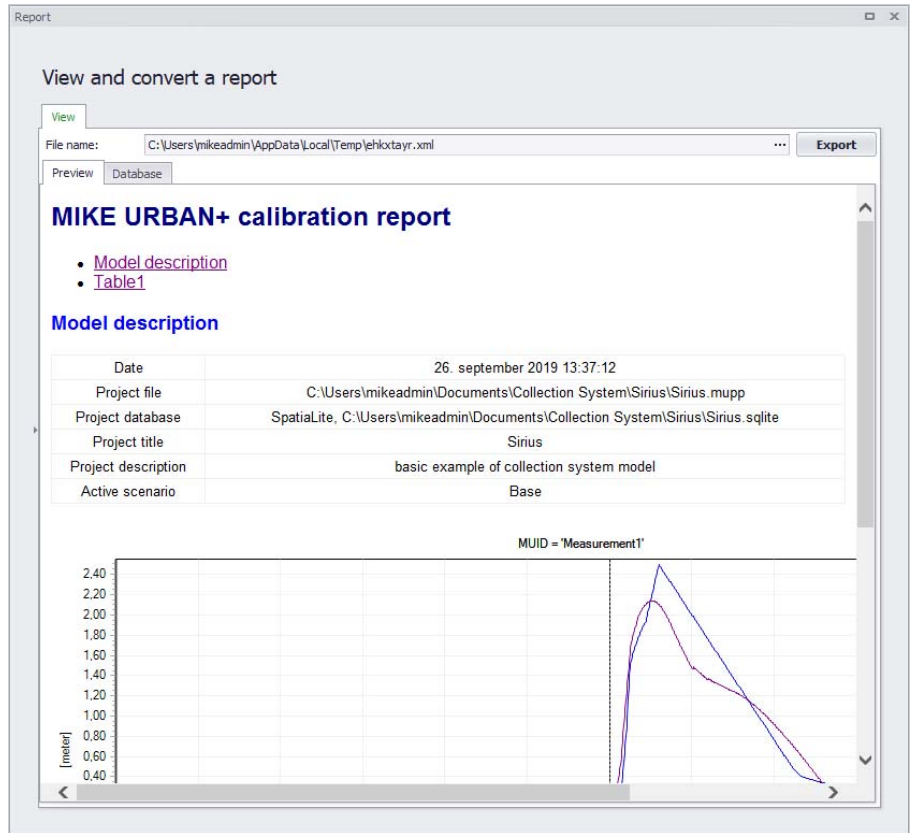 Report
View and convert a report
View
File name: C:\Users\mikeadmin\AppData\Local\Temp\ehkxtayr.xml ... Export
Preview Database
MIKE URBAN+ calibration report
• Model description
• Table1
Model description
Date 26. september 2019 13:37:12
Project file C:\Users\mikeadmin\Documents\Collection System\Sirius\Sirius.mupp
Project database SpatiaLite, C:\Users\mikeadmin\Documents\Collection System\Sirius\Sirius.sqlite
Project title Sirius
Project description basic example of collection system model
Active scenario Base
MUID = 'Measurement1'
2,40
2,20
2,00
1,80
1,60
1,40
1,20
1,00
0,80
0,60
0,40
[meter]